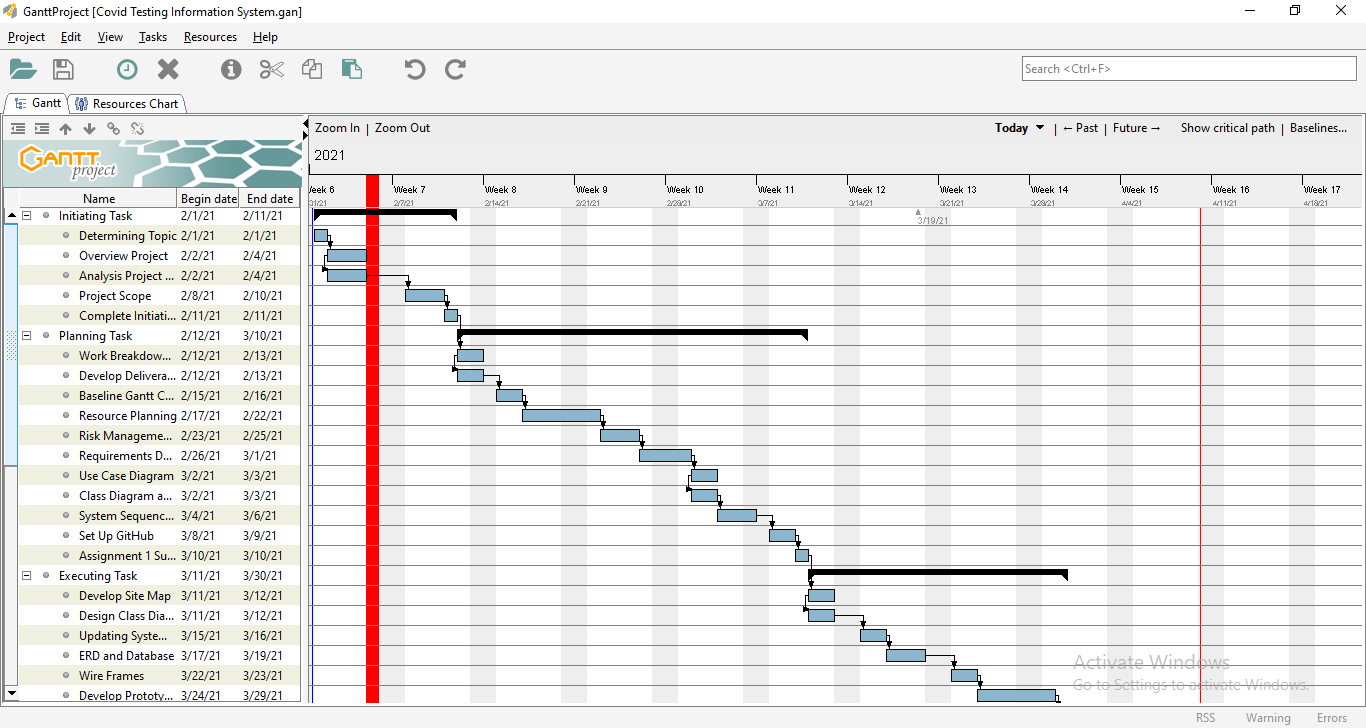 GanttProject [Covid Testing Information System.gan]
Project Edit View Tasks Resources Help
Search <Ctrl+F>
Gantt Resources Chart
Zoom In | Zoom Out Today | ← Past | Future → Show critical path | Baselines...
GANTT project
2021
Week 6 Week 7 Week 8 Week 9 Week 10 Week 11 Week 12 Week 13 Week 14 Week 15 Week 16 Week 17
31/21 2/7/21 2/14/21 2/21/21 2/28/21 3/7/21 3/14/21 3/21/21 3/28/21 4/4/21 4/11/21 4/18/21
Name Begin date End date
3/19/21
Initiating Task 2/1/21 2/11/21
Determining Topic 2/1/21 2/1/21
Overview Project 2/2/21 2/4/21
Analysis Project ... 2/2/21 2/4/21
Project Scope 2/8/21 2/10/21
Complete Initiati... 2/11/21 2/11/21
Planning Task 2/12/21 3/10/21
Work Breakdow... 2/12/21 2/13/21
Develop Delivera... 2/12/21 2/13/21
Baseline Gantt C... 2/15/21 2/16/21
Resource Planning 2/17/21 2/22/21
Risk Manageme... 2/23/21 2/25/21
Requirements D... 2/26/21 3/1/21
Use Case Diagram 3/2/21 3/3/21
Class Diagram a... 3/2/21 3/3/21
System Sequenc... 3/4/21 3/6/21
Set Up GitHub 3/8/21 3/9/21
Assignment 1 Su... 3/10/21 3/10/21
Executing Task 3/11/21 3/30/21
Develop Site Map 3/11/21 3/12/21
Design Class Dia... 3/11/21 3/12/21
Updating Syste... 3/15/21 3/16/21
ERD and Database 3/17/21 3/19/21
Wire Frames 3/22/21 3/23/21
Develop Prototy... 3/24/21 3/29/21
Activate Windows
Go to Settings to activate Windows.
RSS Warning Errors